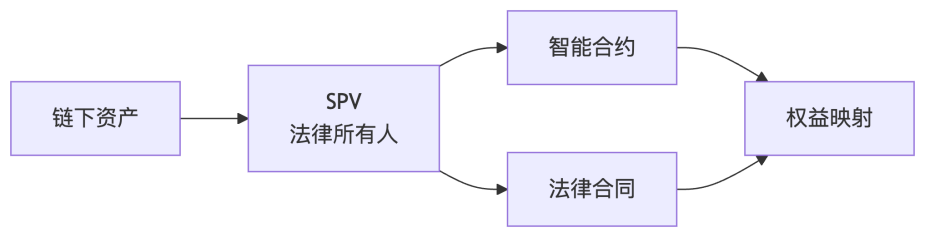 链下资产
SPV
法律所有人
智能合约
法律合同
权益映射